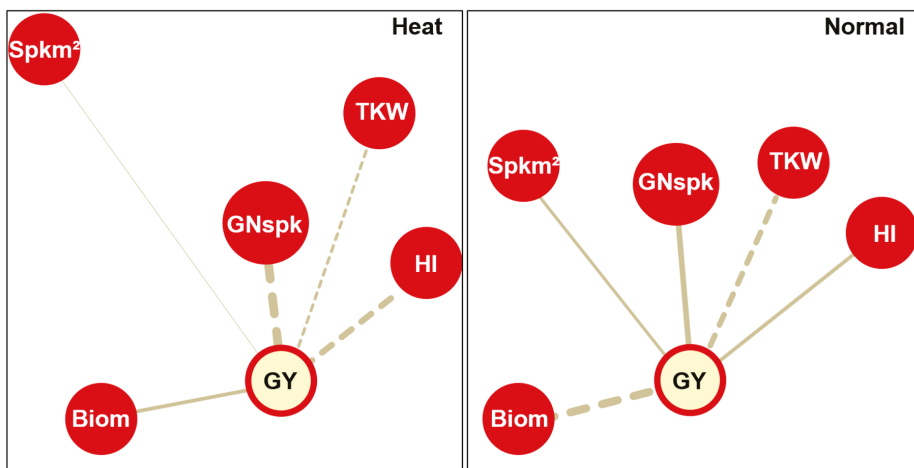 Heat
Spkm²
TKW
GNspk
HI
GY
Biom
Normal
Spkm²
GNspk
TKW
HI
GY
Biom